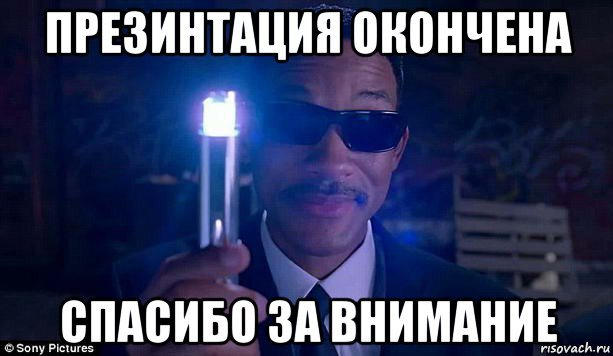 ПРЕЗИНТАЦИЯ ОКОНЧЕНА
СПАСИБО ЗА ВНИМАНИЕ
© Sony Pictures
risovach.ru